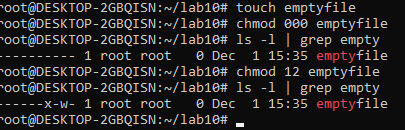 root@DESKTOP-2GBQISN:~/lab10# touch emptyfile
root@DESKTOP-2GBQISN:~/lab10# chmod 000 emptyfile
root@DESKTOP-2GBQISN:~/lab10# ls -l | grep empty
---------- 1 root root   0 Dec  1 15:35 emptyfile
root@DESKTOP-2GBQISN:~/lab10# chmod 12 emptyfile
root@DESKTOP-2GBQISN:~/lab10# ls -l | grep empty
------x-w- 1 root root   0 Dec  1 15:35 emptyfile
root@DESKTOP-2GBQISN:~/lab10#